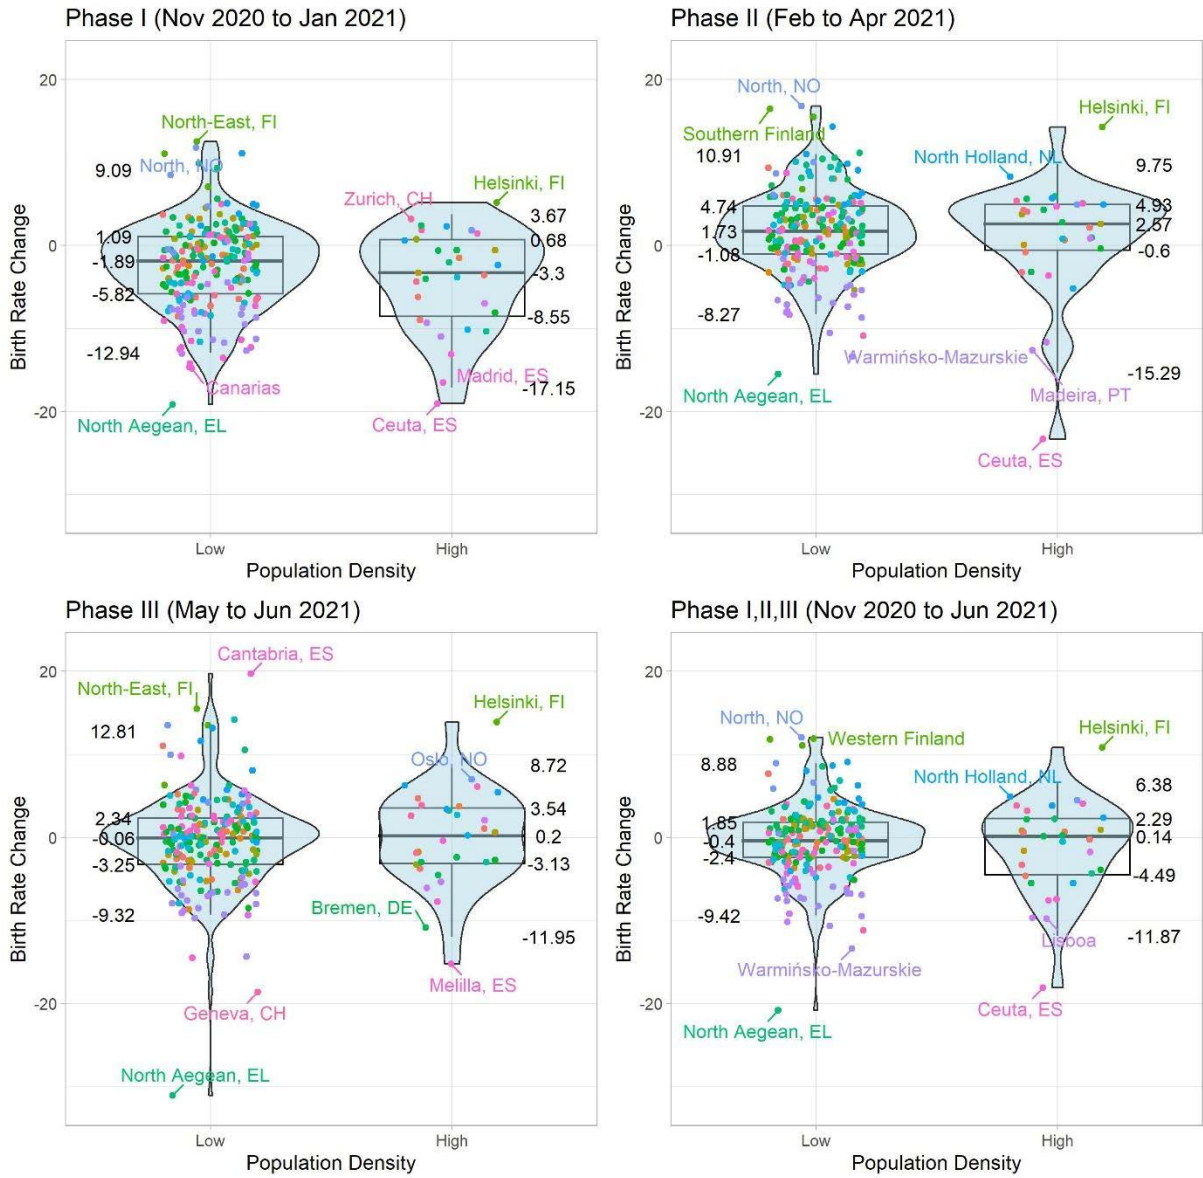 Phase I (Nov 2020 to Jan 2021)
Birth Rate Change
20
0
-20
North-East, FI
North, NO
9.09
1.09
-1.89
-5.82
-12.94
Canarias
North Aegean, EL
Zurich, CH
Helsinki, FI
3.67
0.68
-3.3
-8.55
Madrid, ES
-17.15
Ceuta, ES
Low
High
Population Density
Phase II (Feb to Apr 2021)
Birth Rate Change
20
0
-20
North, NO
Southern Finland
10.91
4.74
1.73
-1.08
-8.27
Warmińsko-Mazurskie
North Aegean, EL
Helsinki, FI
North Holland, NL
9.75
4.93
2.57
-0.6
-15.29
Madeira, PT
Ceuta, ES
Low
High
Population Density
Phase III (May to Jun 2021)
Birth Rate Change
20
0
-20
Cantabria, ES
North-East, FI
12.81
2.34
-0.06
-3.25
-9.32
Geneva, CH
North Aegean, EL
Helsinki, FI
Oslo, NO
8.72
3.54
0.2
-3.13
Bremen, DE
-11.95
Melilla, ES
Low
High
Population Density
Phase I,II,III (Nov 2020 to Jun 2021)
Birth Rate Change
20
0
-20
North, NO
Western Finland
8.88
1.85
-0.4
-2.4
-9.42
Warmińsko-Mazurskie
North Aegean, EL
Helsinki, FI
North Holland, NL
6.38
2.29
0.14
-4.49
Lisboa
-11.87
Ceuta, ES
Low
High
Population Density